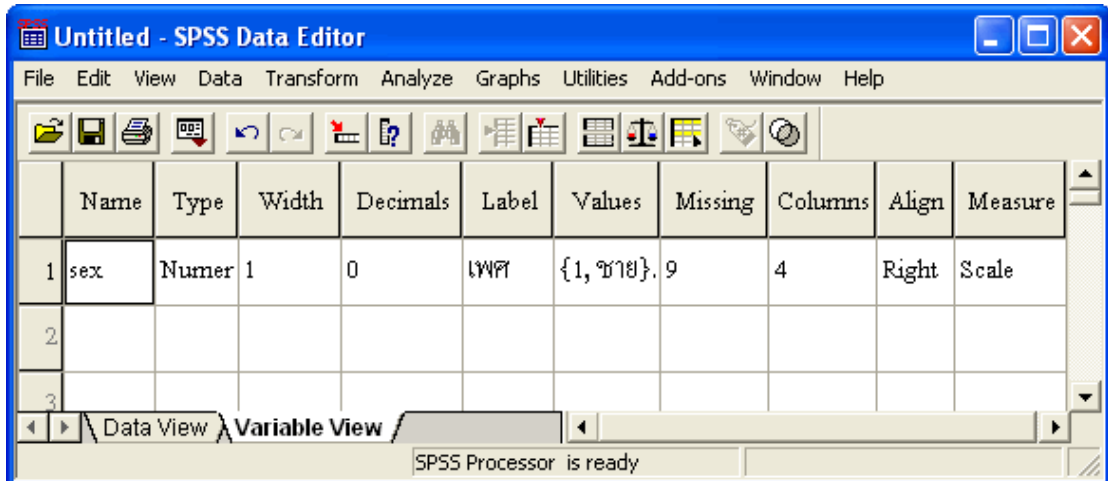 SPSS
Untitled - SPSS Data Editor
File Edit View Data Transform Analyze Graphs Utilities Add-ons Window Help
Name Type Width Decimals Label Values Missing Columns Align Measure
1 sex Numer 1 0 เพศ {1, ชาย}. 9 4 Right Scale
2
3
Data View Variable View
SPSS Processor is ready